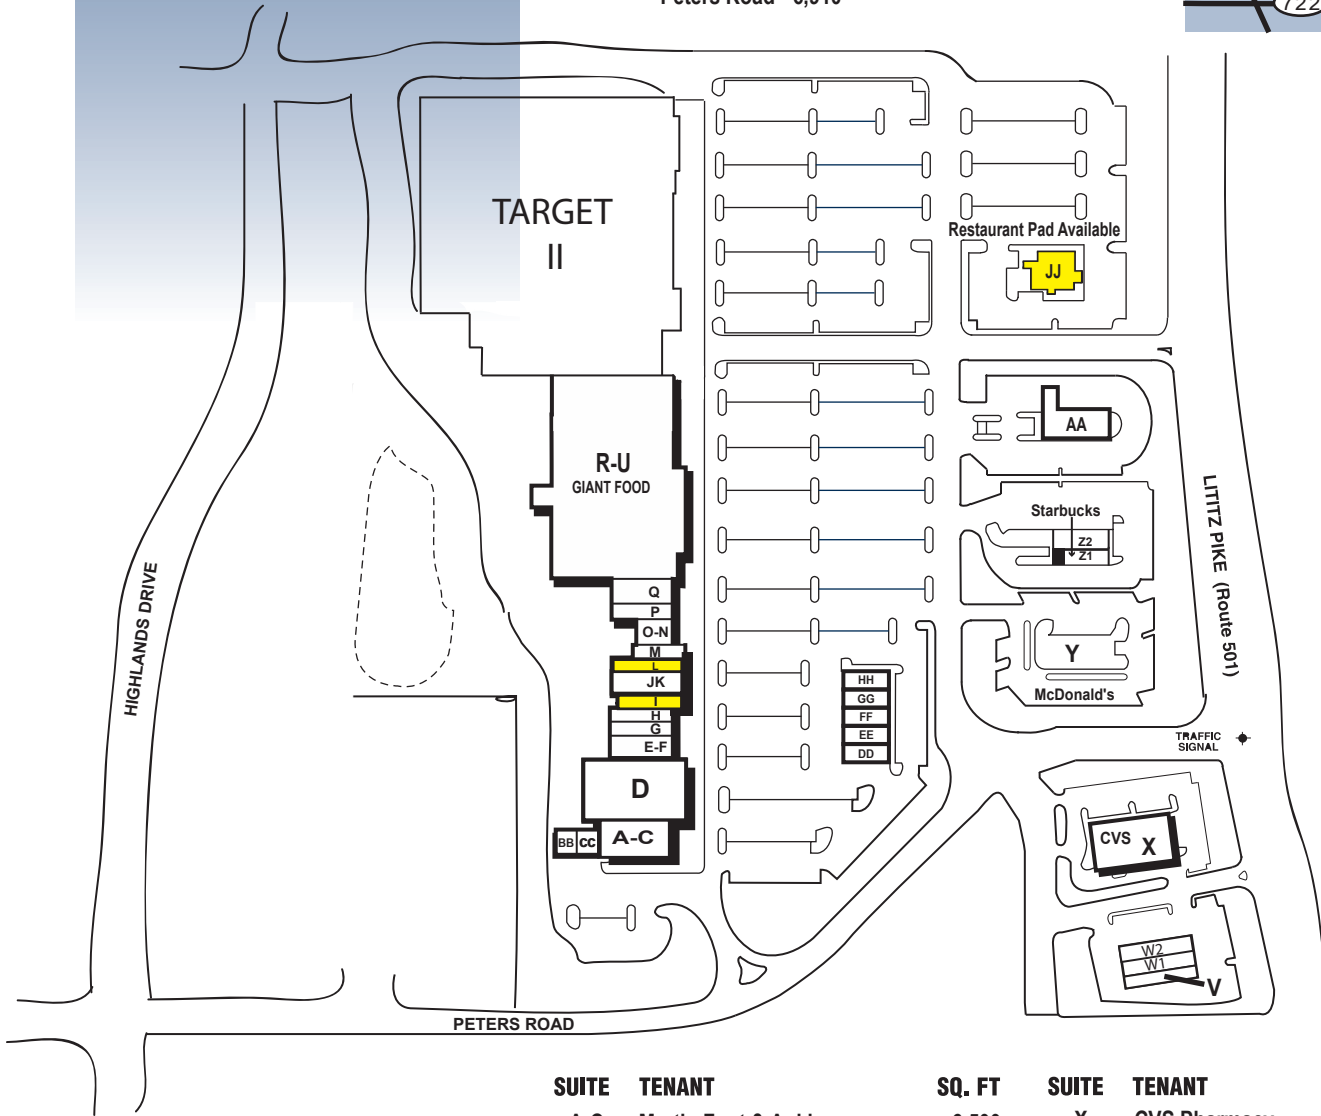 722
TARGET
II
Restaurant Pad Available
JJ
AA
R-U
GIANT FOOD
Starbucks
Z2
Z1
LITITZ PIKE (Route 501)
HIGHLANDS DRIVE
Q
P
O-N
M
L
JK
I
H
G
E-F
Y
McDonald's
HH
GG
FF
EE
DD
TRAFFIC
SIGNAL
D
BB CC A-C
CVS X
W2
W1
V
PETERS ROAD
SUITE TENANT SQ. FT SUITE TENANT